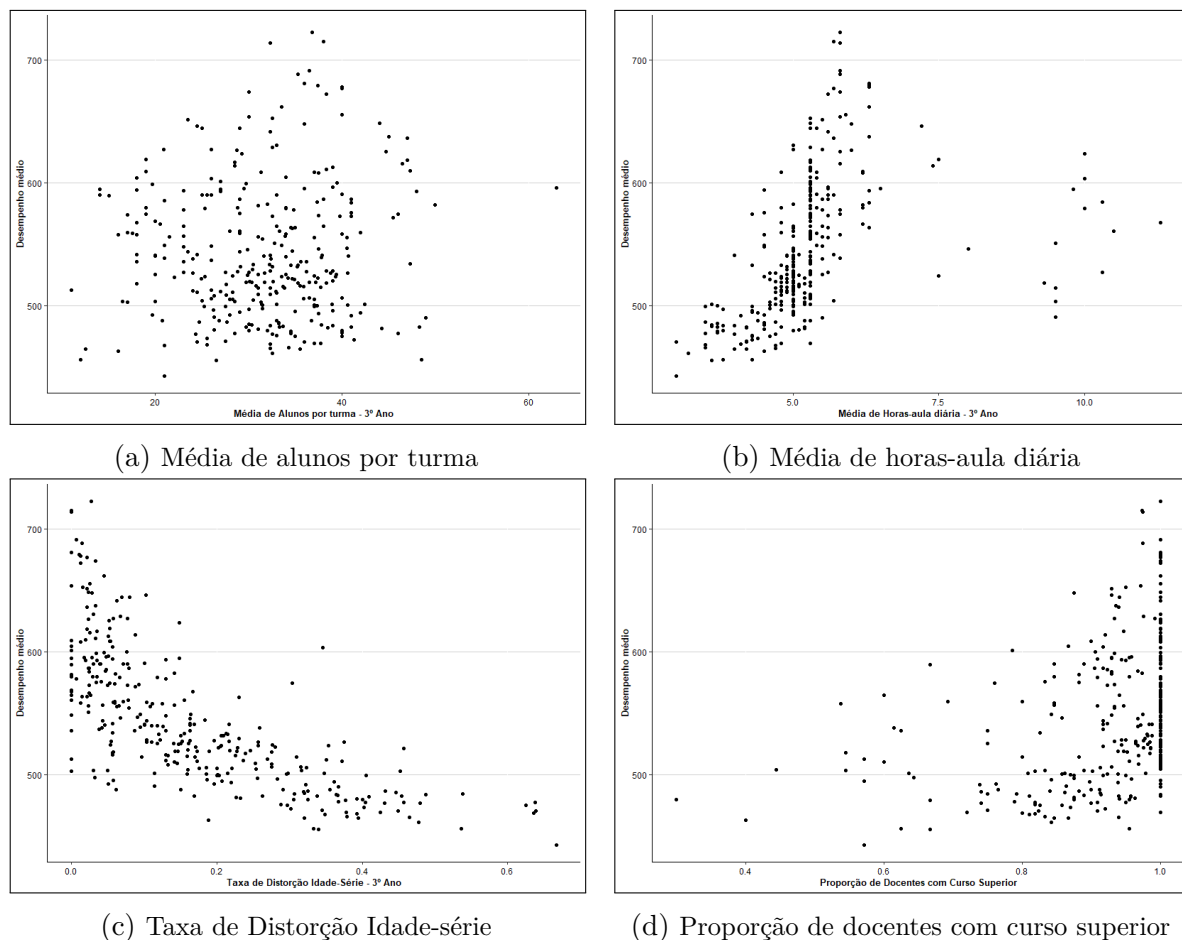 700
600
500
Desempenho médio
20
40
60
Média de Alunos por turma - 3º Ano
(a) Média de alunos por turma
700
600
500
Desempenho médio
5.0
7.5
10.0
Média de Horas-aula diária - 3º Ano
(b) Média de horas-aula diária
700
600
500
Desempenho médio
0.0
0.2
0.4
0.6
Taxa de Distorção Idade-Série - 3º Ano
(c) Taxa de Distorção Idade-série
700
600
500
Desempenho médio
0.4
0.6
0.8
1.0
Proporção de Docentes com Curso Superior
(d) Proporção de docentes com curso superior